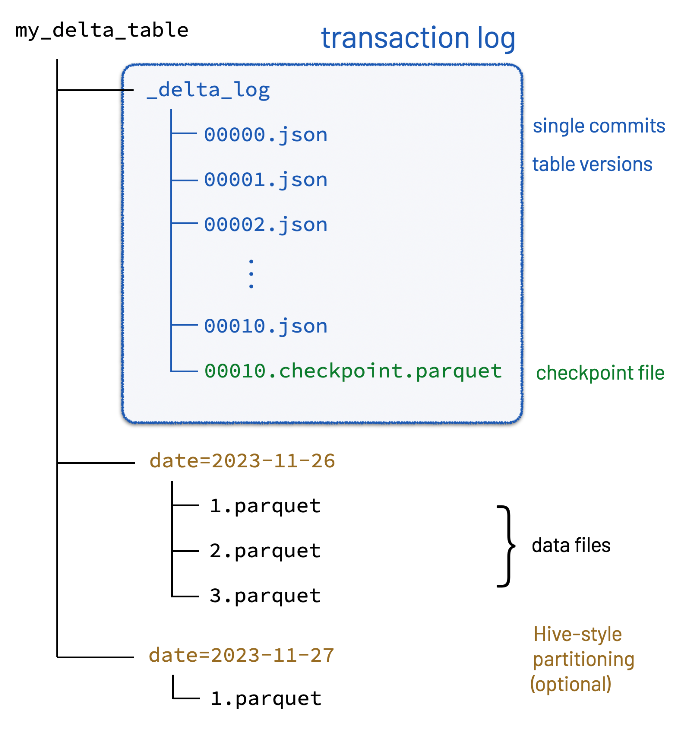 my_delta_table
transaction log
_delta_log
00000.json
single commits
00001.json
table versions
00002.json
00010.json
00010.checkpoint.parquet
checkpoint file
date=2023-11-26
1.parquet
2.parquet
data files
3.parquet
date=2023-11-27
Hive-style
partitioning
(optional)
1.parquet